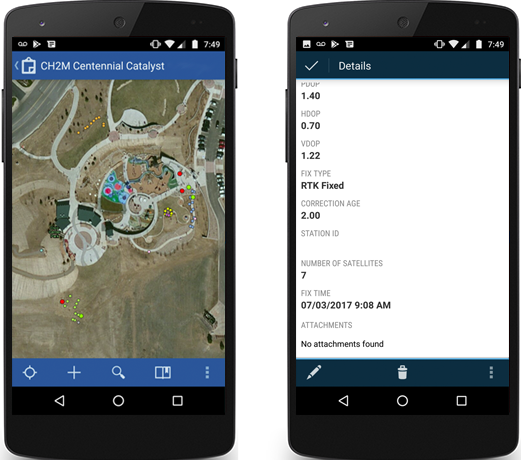 7:49
CH2M Centennial Catalyst
7:49
Details
PDOP
1.40
HDOP
0.70
VDOP
1.22
FIX TYPE
RTK Fixed
CORRECTION AGE
2.00
STATION ID
NUMBER OF SATELLITES
7
FIX TIME
07/03/2017 9:08 AM
ATTACHMENTS
No attachments found